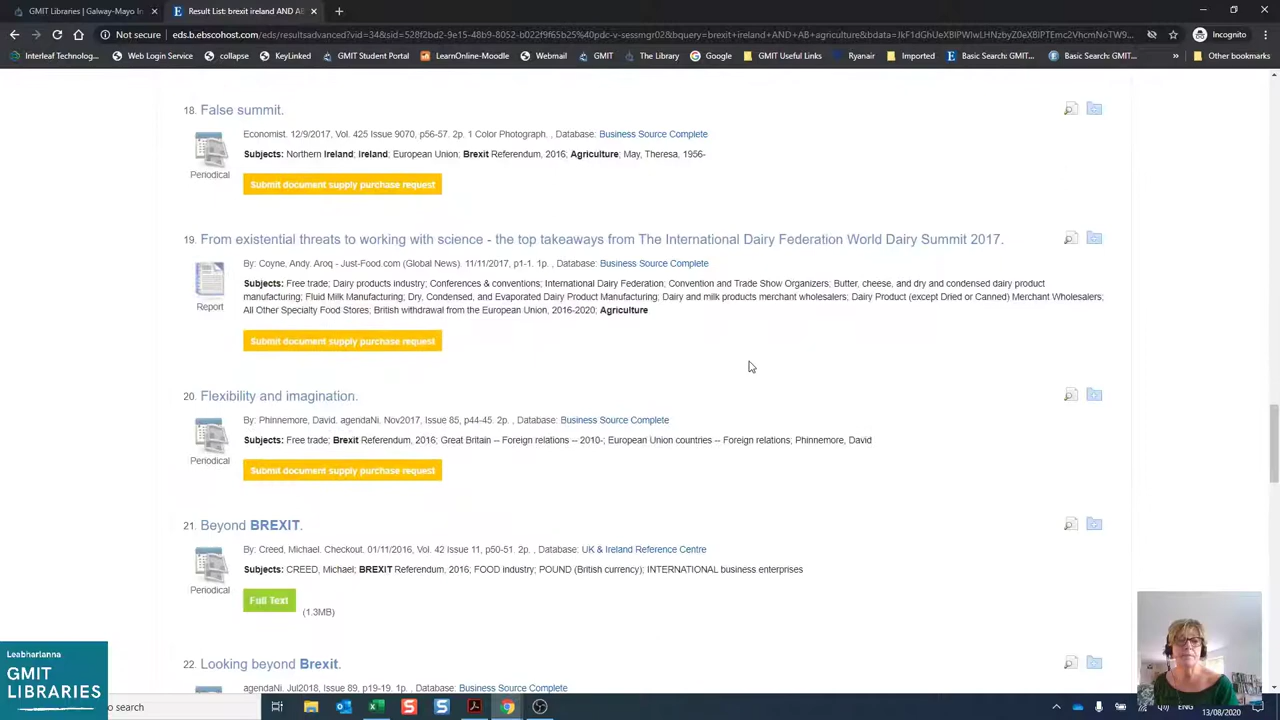 GMIT Libraries | Galway-Mayo In
Result List: Brexit ireland AND AB
Not secure
eds.b.ebscohost.com/eds/resultsadvanced?vid=34&sid=528f2bd2-9e15-48b9-8052-b022f9f65b25%40pdc-v-sessmgr02&bquery=brexit+ireland+AND+AB+agriculture&bdata=
Incognito
Interleaf Technolog...
Web Login Service
collapse
KeyLinked
GMIT Student Portal
LearnOnline-Moodle
Webmail
The Library
Google
GMIT Useful Links
Dyslexia Ireland
Imported
Basic Searching: GMIT...
Basic Searching: EBSC...
Other bookmarks
18. False summit.
Economist. 12/9/2017, Vol. 425 Issue 9070, p56-57. 2p. 1 Color Photograph. , Database: Business Source Complete
Subjects: Northern Ireland; Ireland; European Union; Brexit Referendum, 2016; Agriculture; May, Theresa, 1956-
Periodical
Submit document supply purchase request
19. From existential threats to working with science - the top takeaways from The International Dairy Federation World Dairy Summit 2017.
By: Coyne, Andy. Aroq - Just-Food.com (Global News). 11/11/2017, p1-1. 1p. , Database: Business Source Complete
Subjects: Free trade; Dairy products industry; Conferences & conventions; International Dairy Federation; Convention and Trade Show Organizers; Butter, cheese, and dry and condensed dairy product
manufacturing; Fluid Milk Manufacturing; Dry, Condensed, and Evaporated Dairy Product Manufacturing; Dairy and milk products merchant wholesalers; Dairy Product (except Dried or Canned) Merchant Wholesalers;
All Other Specialty Food Stores; British withdrawal from the European Union, 2016-2020; Agriculture
Report
Submit document supply purchase request
20. Flexibility and imagination.
By: Phinnemore, David. agendaNi. Nov2017, Issue 85, p44-45. 2p. , Database: Business Source Complete
Subjects: Free trade; Brexit Referendum, 2016; Great Britain -- Foreign relations -- 2010-; European Union countries -- Foreign relations; Phinnemore, David
Periodical
Submit document supply purchase request
21. Beyond BREXIT.
By: Creed, Michael. Checkout. 01/11/2016, Vol. 42 Issue 11, p50-51. 2p. , Database: UK & Ireland Reference Centre
Subjects: CREED, Michael; BREXIT Referendum, 2016; FOOD industry; POUND (British currency); INTERNATIONAL business enterprises
Periodical
Full Text
(1.3MB)
22. Looking beyond Brexit.
agendaNi. Jul2018, Issue 89, p19-19. 1p. , Database: Business Source Complete
Leabharlanna
GMIT
LIBRARIES
o search
ENG
13/08/2020